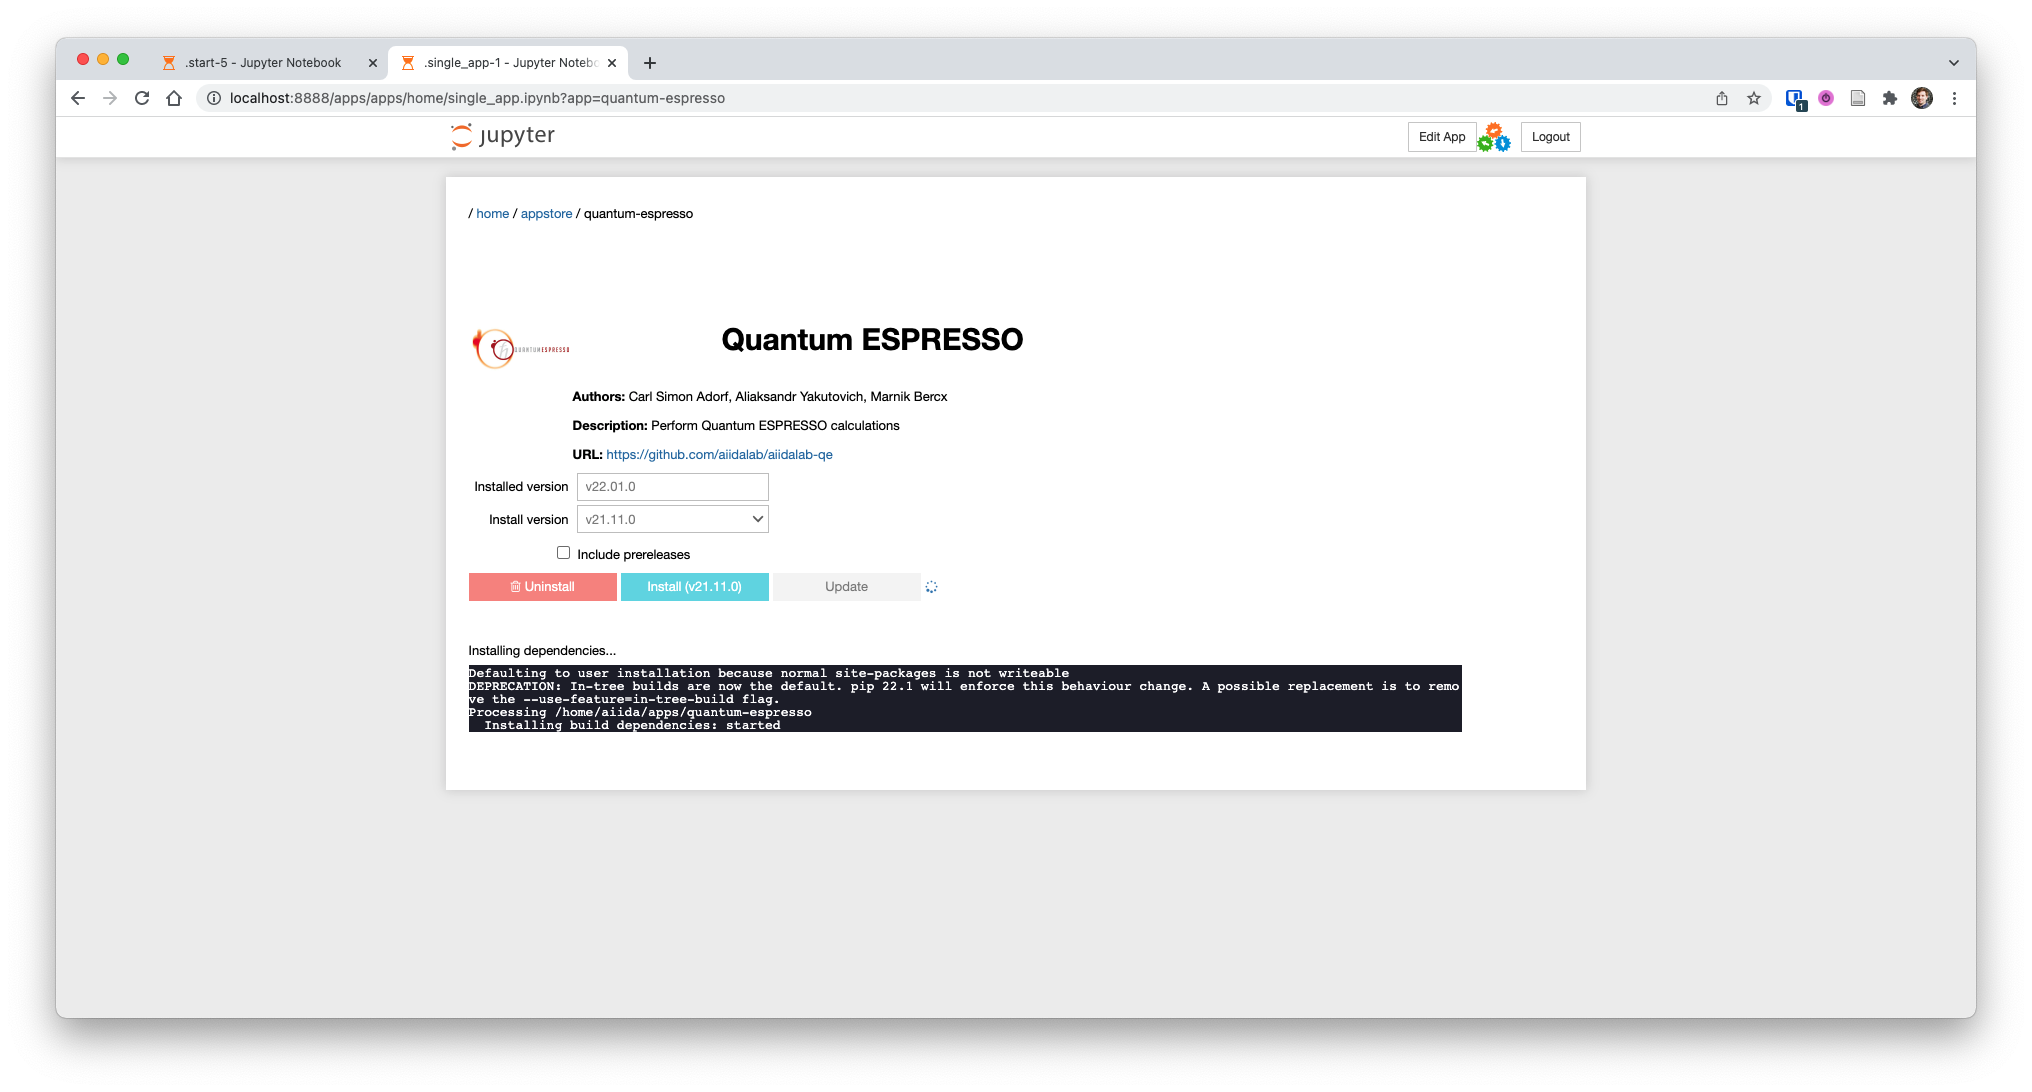 .start-5 - Jupyter Notebook
.single_app-1 - Jupyter Notebo
localhost:8888/apps/apps/home/single_app.ipynb?app=quantum-espresso
1
jupyter
Edit App
Logout
/ home / appstore / quantum-espresso
QUANTUMESPRESSO
Quantum ESPRESSO
Authors: Carl Simon Adorf, Aliaksandr Yakutovich, Marnik Bercx
Description: Perform Quantum ESPRESSO calculations
URL: https://github.com/aiidalab/aiidalab-qe
Installed version v22.01.0
Install version v21.11.0
Include prereleases
Uninstall Install (v21.11.0) Update
Installing dependencies...
Defaulting to user installation because normal site-packages is not writeable
DEPRECATION: In-tree builds are now the default. pip 22.1 will enforce this behaviour change. A possible replacement is to remo
ve the --use-feature=in-tree-build flag.
Processing /home/aiida/apps/quantum-espresso
Installing build dependencies: started